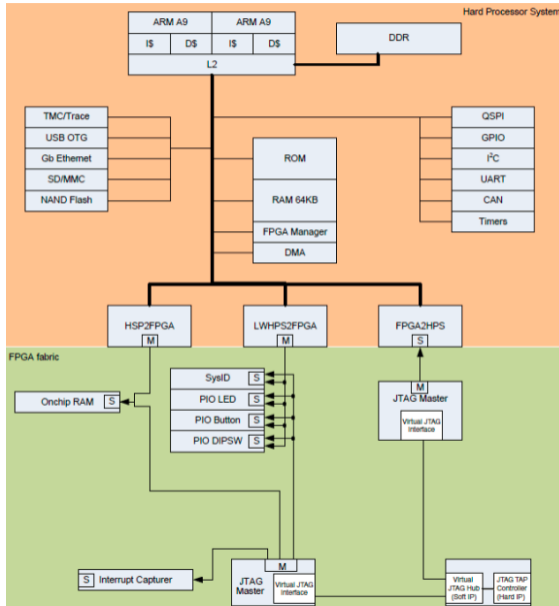 Hard Processor System
ARM A9
ARM A9
I$
D$
I$
D$
L2
DDR
TMC/Trace
USB OTG
Gb Ethernet
SD/MMC
NAND Flash
ROM
RAM 64KB
FPGA Manager
DMA
QSPI
GPIO
I²C
UART
CAN
Timers
HSP2FPGA
M
LWHPS2FPGA
M
FPGA2HPS
S
FPGA fabric
Onchip RAM
S
SysID
S
PIO LED
S
PIO Button
S
PIO DIPSW
S
M
JTAG Master
Virtual JTAG
Interface
S
Interrupt Capturer
M
JTAG
Master
Virtual JTAG
Interface
Virtual
JTAG Hub
(Soft IP)
JTAG TAP
Controller
(Hard IP)